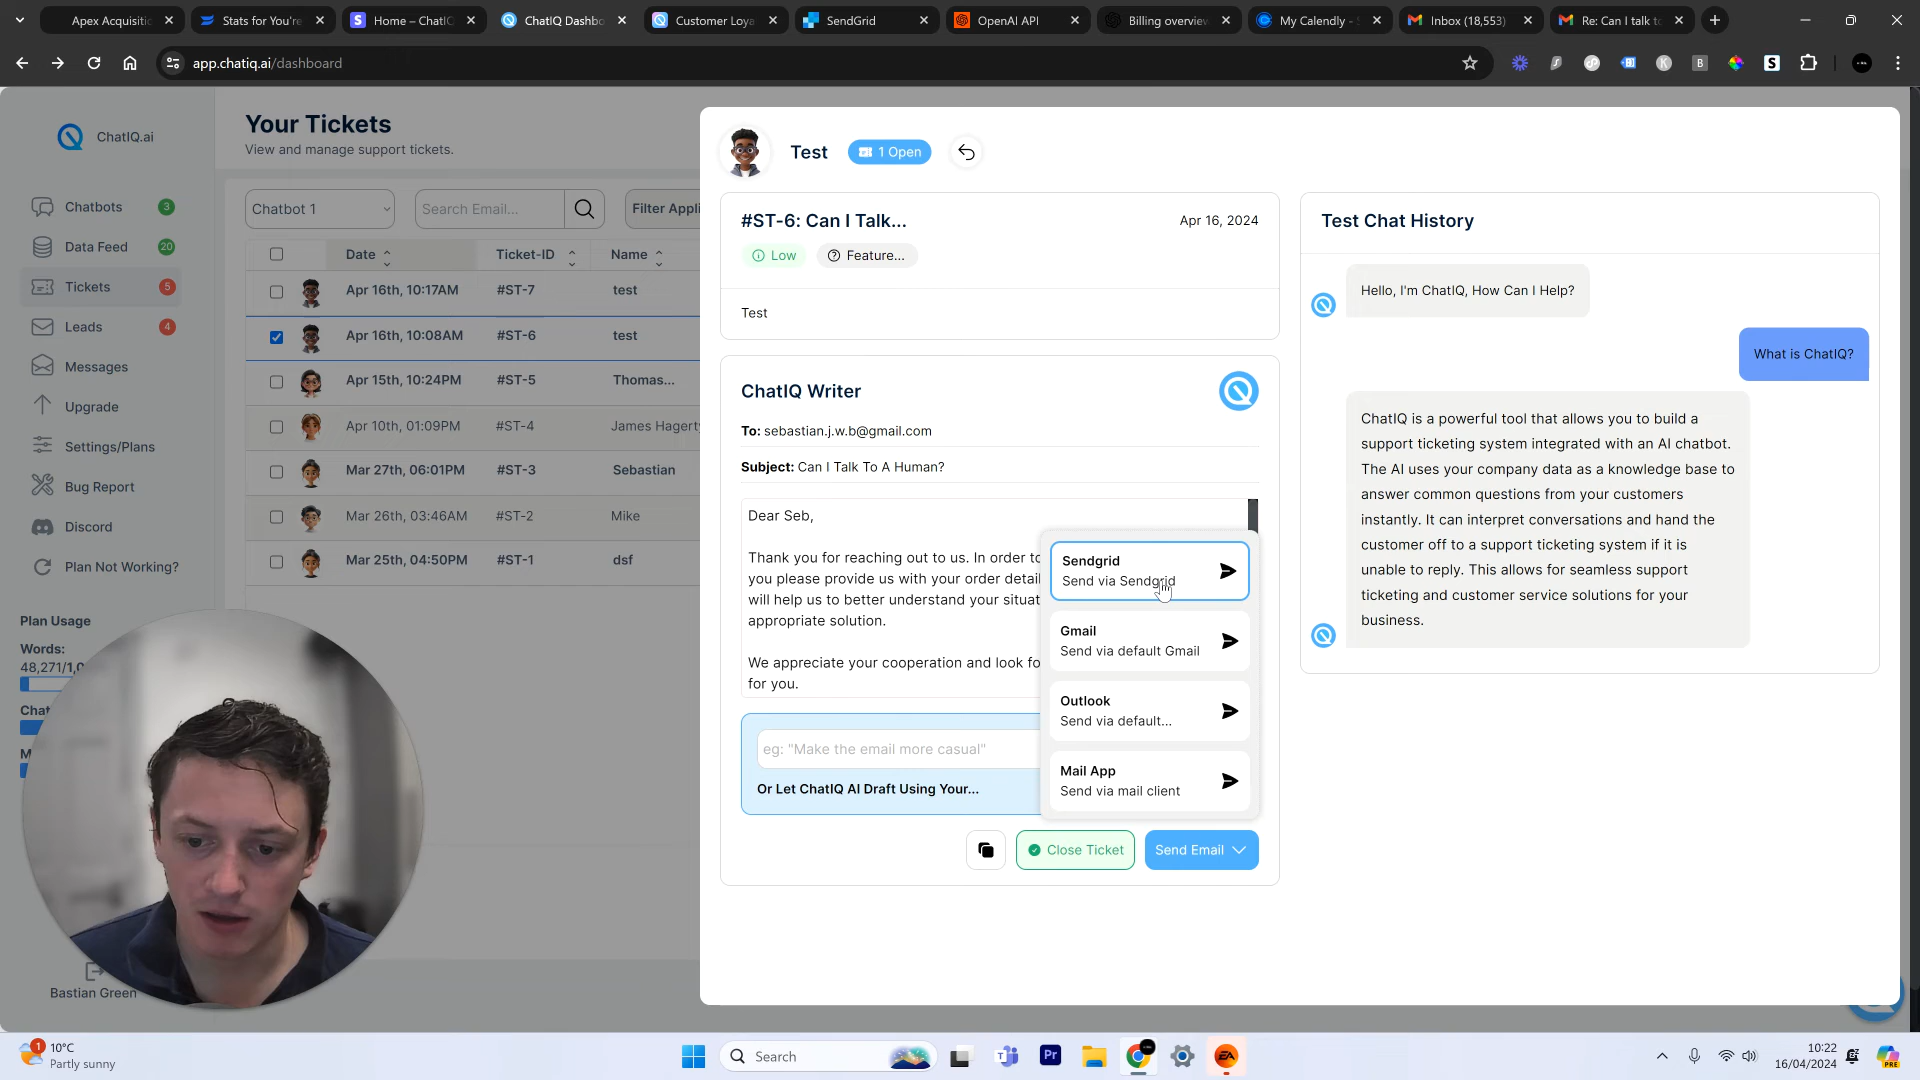 Apex Acquisitic
Stats for You're
Home – ChatIC
ChatIQ Dashbo
Customer Loya
SendGrid
OpenAI API
Billing overview
My Calendly -
Inbox (18,553)
Re: Can I talk to
app.chatiq.ai/dashboard
ChatIQ.ai
Chatbots 3
Data Feed 20
Tickets 5
Leads 4
Messages
Upgrade
Settings/Plans
Bug Report
Discord
Plan Not Working?
Plan Usage
Words:
48,271/1,0
Chat
M
Bastian Green
Your Tickets
View and manage support tickets.
Chatbot 1
Search Email...
Filter Appli
Date Ticket-ID Name
Apr 16th, 10:17AM #ST-7 test
Apr 16th, 10:08AM #ST-6 test
Apr 15th, 10:24PM #ST-5 Thomas...
Apr 10th, 01:09PM #ST-4 James Hagert
Mar 27th, 06:01PM #ST-3 Sebastian
Mar 26th, 03:46AM #ST-2 Mike
Mar 25th, 04:50PM #ST-1 dsf
Test
1 Open
#ST-6: Can I Talk...
Apr 16, 2024
Low
Feature...
Test
ChatIQ Writer
To: sebastian.j.w.b@gmail.com
Subject: Can I Talk To A Human?
Dear Seb,
Thank you for reaching out to us. In order to
you please provide us with your order detail
will help us to better understand your situat
appropriate solution.
We appreciate your cooperation and look fo
for you.
eg: "Make the email more casual"
Or Let ChatIQ AI Draft Using Your...
Sendgrid
Send via Sendgrid
Gmail
Send via default Gmail
Outlook
Send via default...
Mail App
Send via mail client
Close Ticket
Send Email
Test Chat History
Hello, I'm ChatIQ, How Can I Help?
What is ChatIQ?
ChatIQ is a powerful tool that allows you to build a
support ticketing system integrated with an AI chatbot.
The AI uses your company data as a knowledge base to
answer common questions from your customers
instantly. It can interpret conversations and hand the
customer off to a support ticketing system if it is
unable to reply. This allows for seamless support
ticketing and customer service solutions for your
business.
1
10°C
Partly sunny
Search
Pr
EA
10:22
16/04/2024
PRE